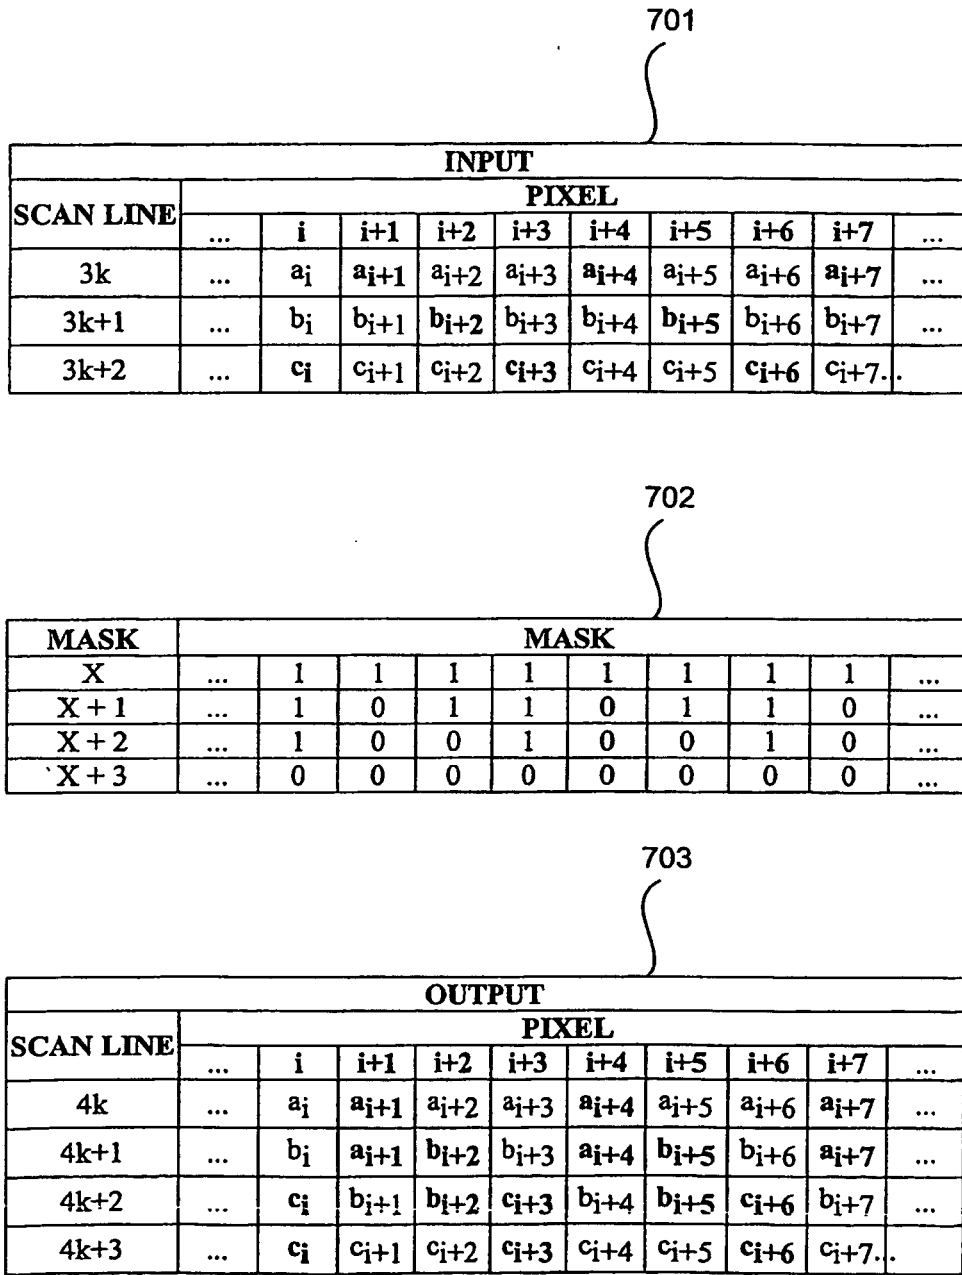 701
INPUT
SCAN LINE PIXEL
... i i+1 i+2 i+3 i+4 i+5 i+6 i+7 ...
3k ... ai ai+1 ai+2 ai+3 ai+4 ai+5 ai+6 ai+7 ...
3k+1 ... bi bi+1 bi+2 bi+3 bi+4 bi+5 bi+6 bi+7 ...
3k+2 ... ci ci+1 ci+2 ci+3 ci+4 ci+5 ci+6 ci+7...
702
MASK MASK
X ... 1 1 1 1 1 1 1 1 ...
X + 1 ... 1 0 1 1 0 1 1 0 ...
X + 2 ... 1 0 0 1 0 0 1 0 ...
X + 3 ... 0 0 0 0 0 0 0 0 ...
703
OUTPUT
SCAN LINE PIXEL
... i i+1 i+2 i+3 i+4 i+5 i+6 i+7 ...
4k ... ai ai+1 ai+2 ai+3 ai+4 ai+5 ai+6 ai+7 ...
4k+1 ... bi ai+1 bi+2 bi+3 ai+4 bi+5 bi+6 ai+7 ...
4k+2 ... ci bi+1 bi+2 ci+3 bi+4 bi+5 ci+6 bi+7 ...
4k+3 ... ci ci+1 ci+2 ci+3 ci+4 ci+5 ci+6 ci+7...